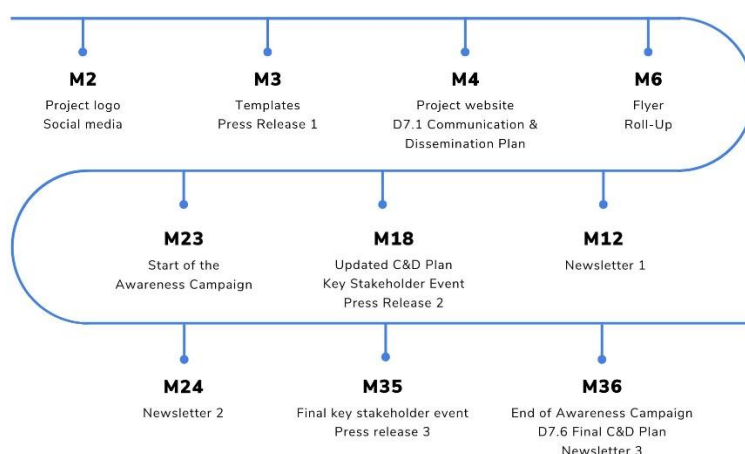 M2
Project logo
Social media
M3
Templates
Press Release 1
M4
Project website
D7.1 Communication &
Dissemination Plan
M6
Flyer
Roll-Up
M12
Newsletter 1
M18
Updated C&D Plan
Key Stakeholder Event
Press Release 2
M23
Start of the
Awareness Campaign
M24
Newsletter 2
M35
Final key stakeholder event
Press release 3
M36
End of Awareness Campaign
D7.6 Final C&D Plan
Newsletter 3